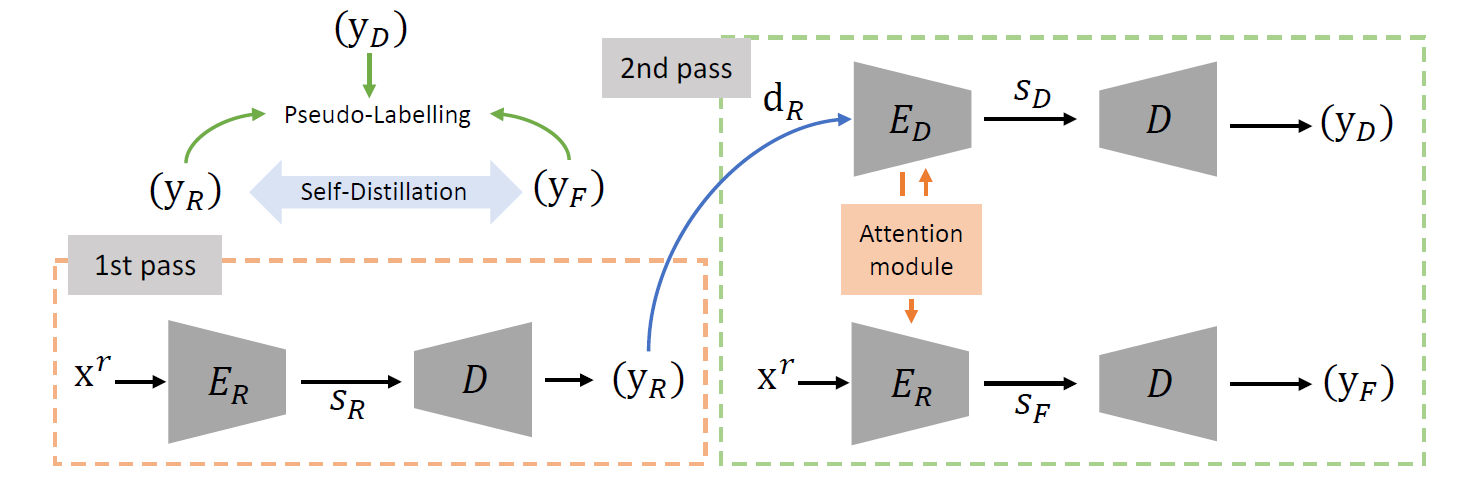 (y_D)
Pseudo-Labelling
(y_R)
Self-Distillation
(y_F)
1st pass
x^r
E_R
s_R
D
(y_R)
2nd pass
d_R
E_D
s_D
D
(y_D)
Attention
module
x^r
E_R
s_F
D
(y_F)